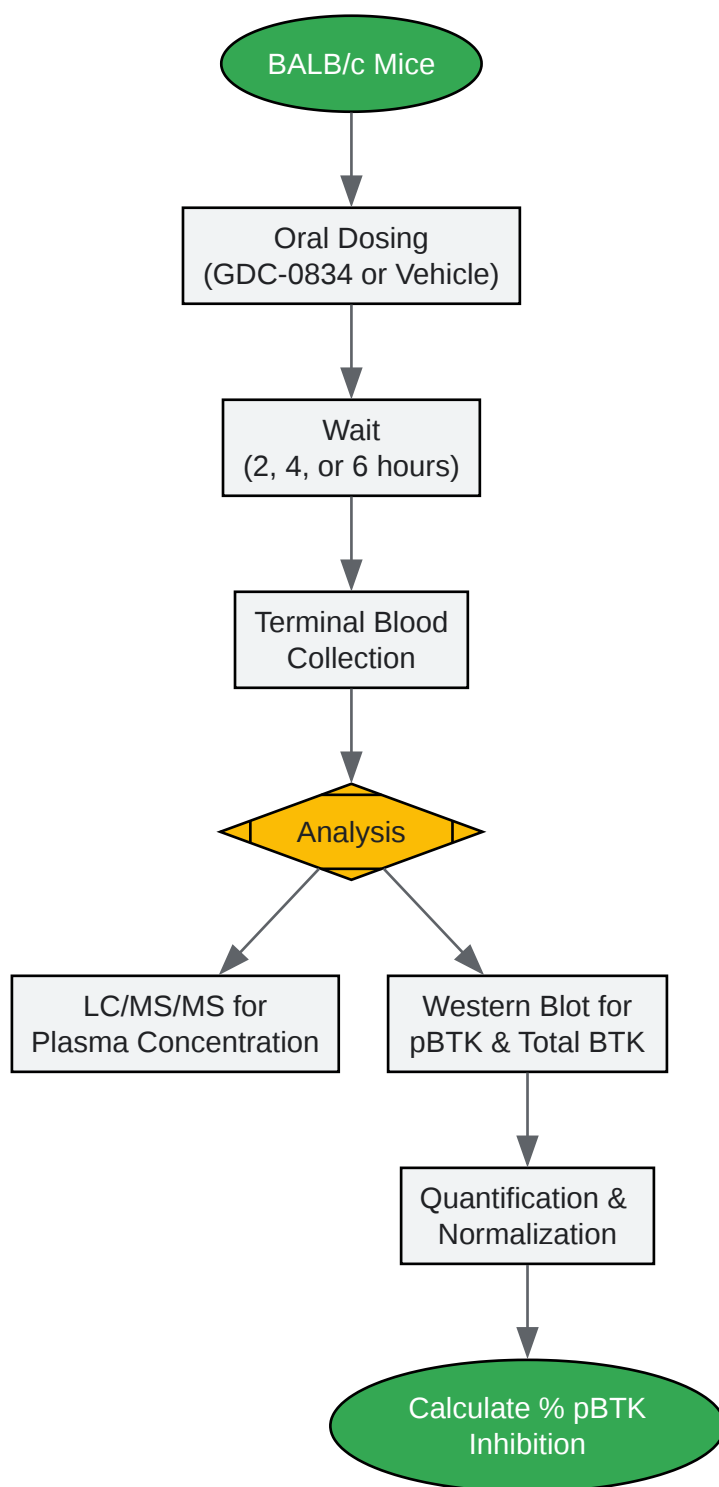 BALB/c Mice
Oral Dosing
(GDC-0834 or Vehicle)
Wait
(2, 4, or 6 hours)
Terminal Blood
Collection
Analysis
LC/MS/MS for
Plasma Concentration
Western Blot for
pBTK & Total BTK
Quantification &
Normalization
Calculate % pBTK
Inhibition